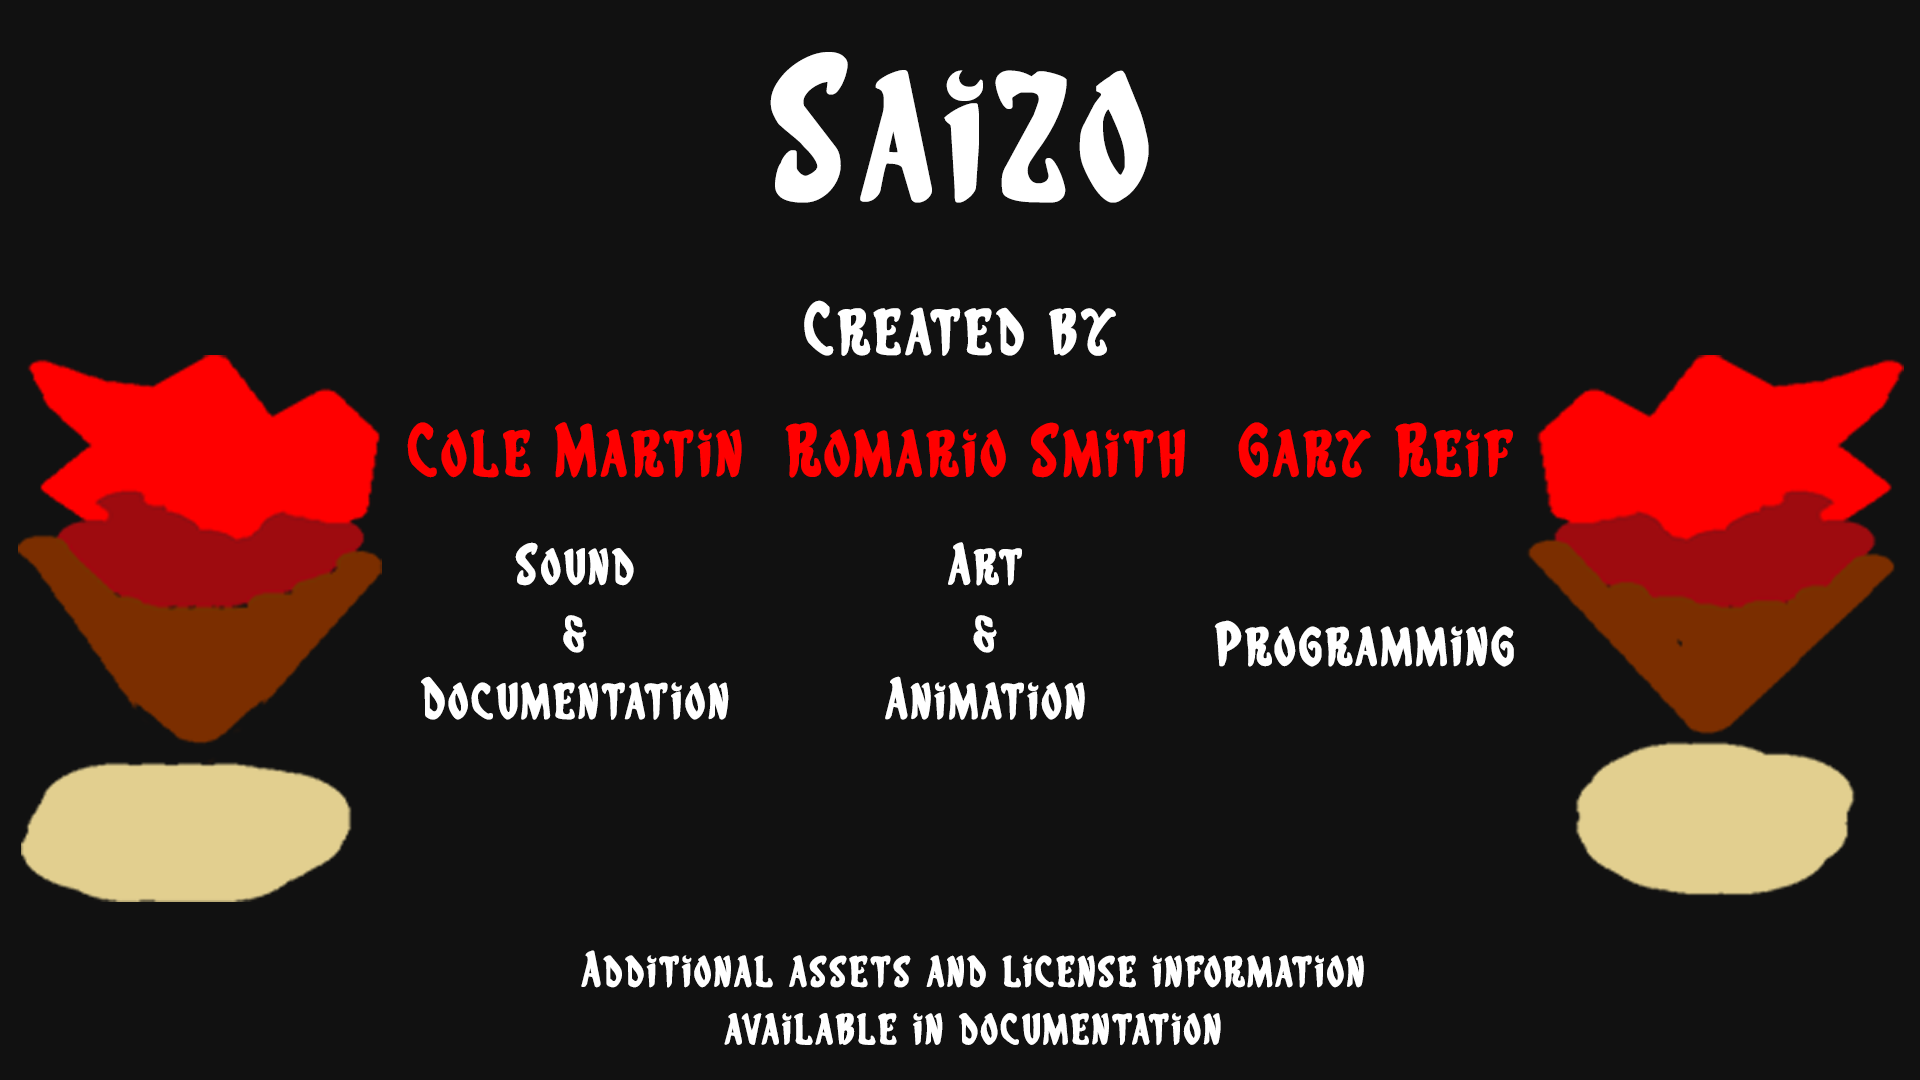 Saizo
Created by
Cole Martin Romario Smith Gary Reif
Sound
&
Documentation
Art
&
Animation
Programming
Additional assets and license information
available in documentation